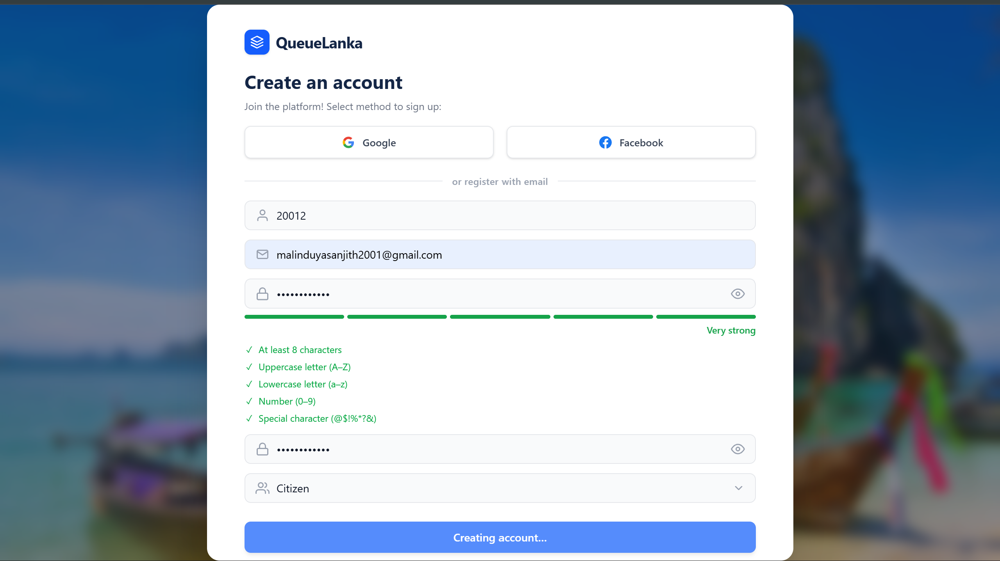 QueueLanka
Create an account
Join the platform! Select method to sign up:
Google
Facebook
or register with email
20012
malinduyasanjith2001@gmail.com
••••••••••••
Very strong
✓ At least 8 characters
✓ Uppercase letter (A–Z)
✓ Lowercase letter (a–z)
✓ Number (0–9)
✓ Special character (@$!%*?&)
••••••••••••
Citizen
Creating account...